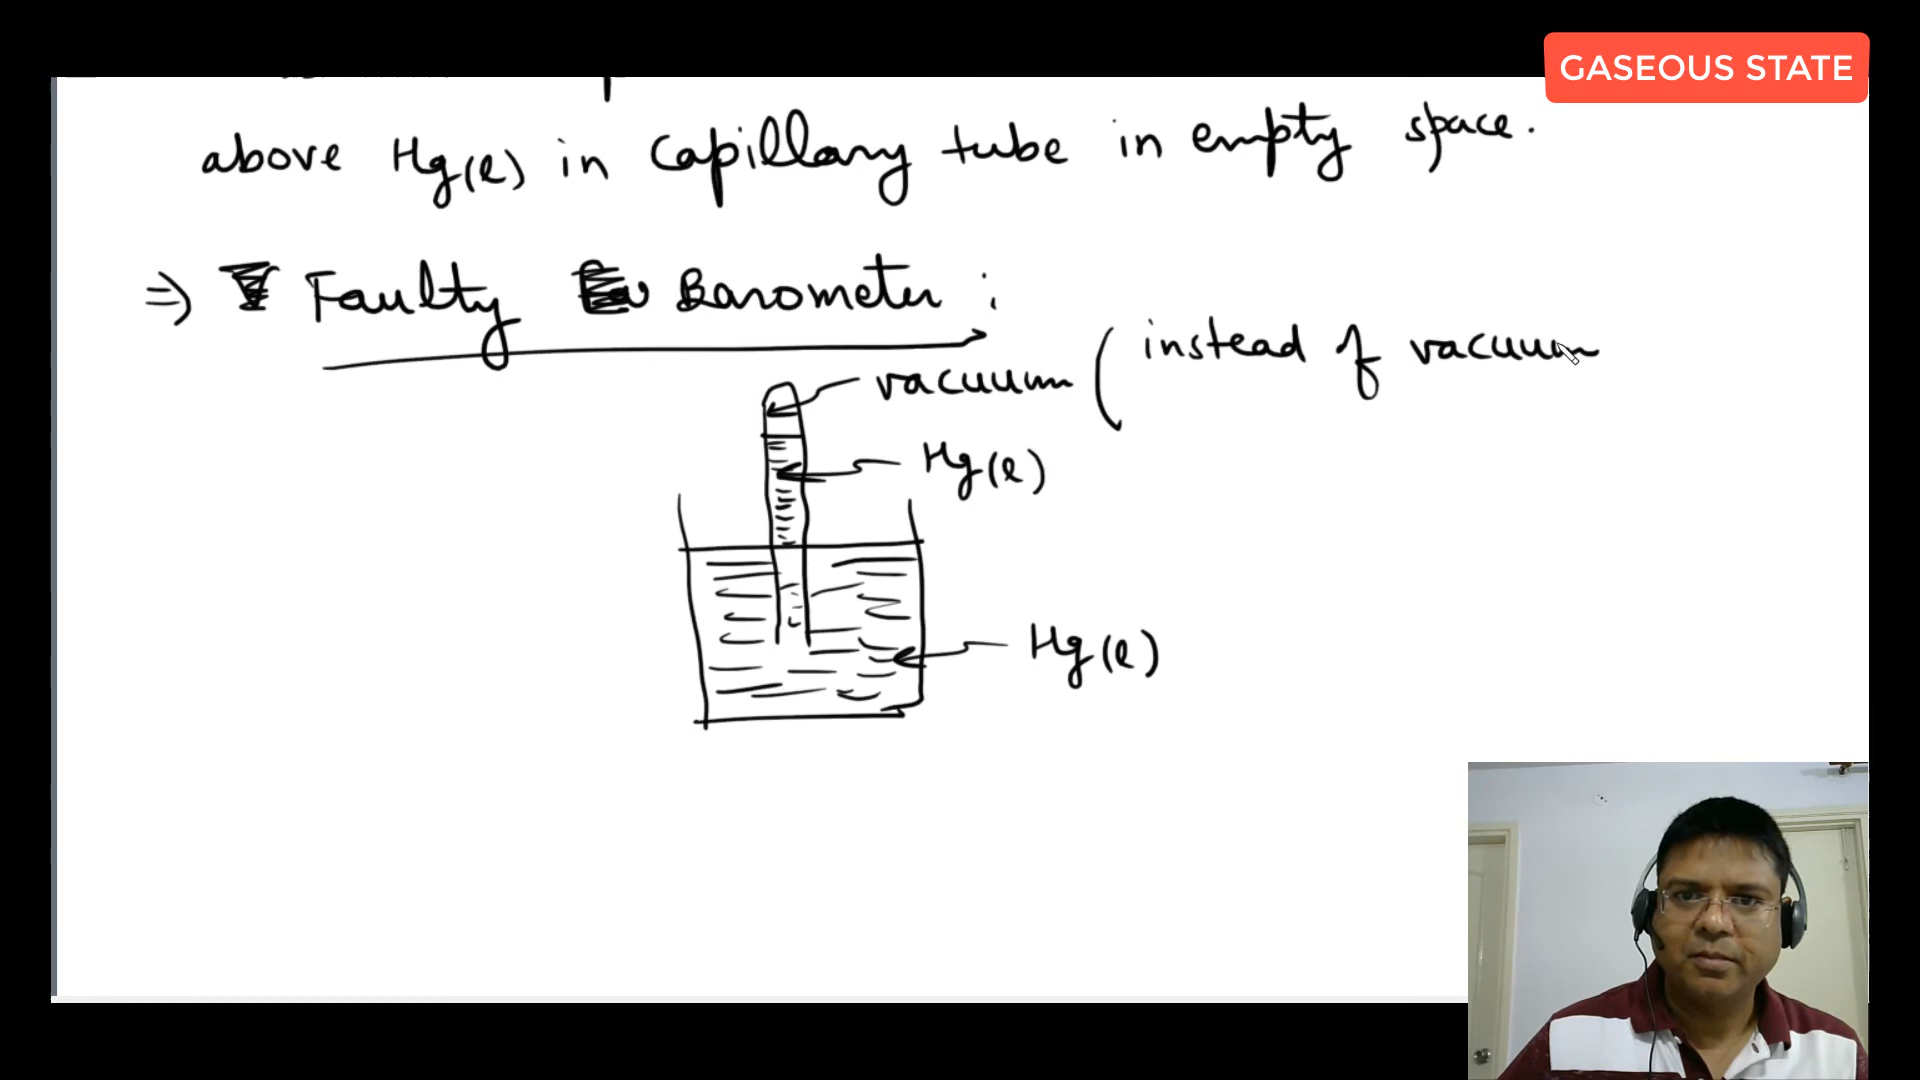 GASEOUS STATE
above Hg(l) in capillary tube in empty space.
⇒ Faulty Barometer :
vacuum ( instead of vacuum
Hg(l)
Hg(l)